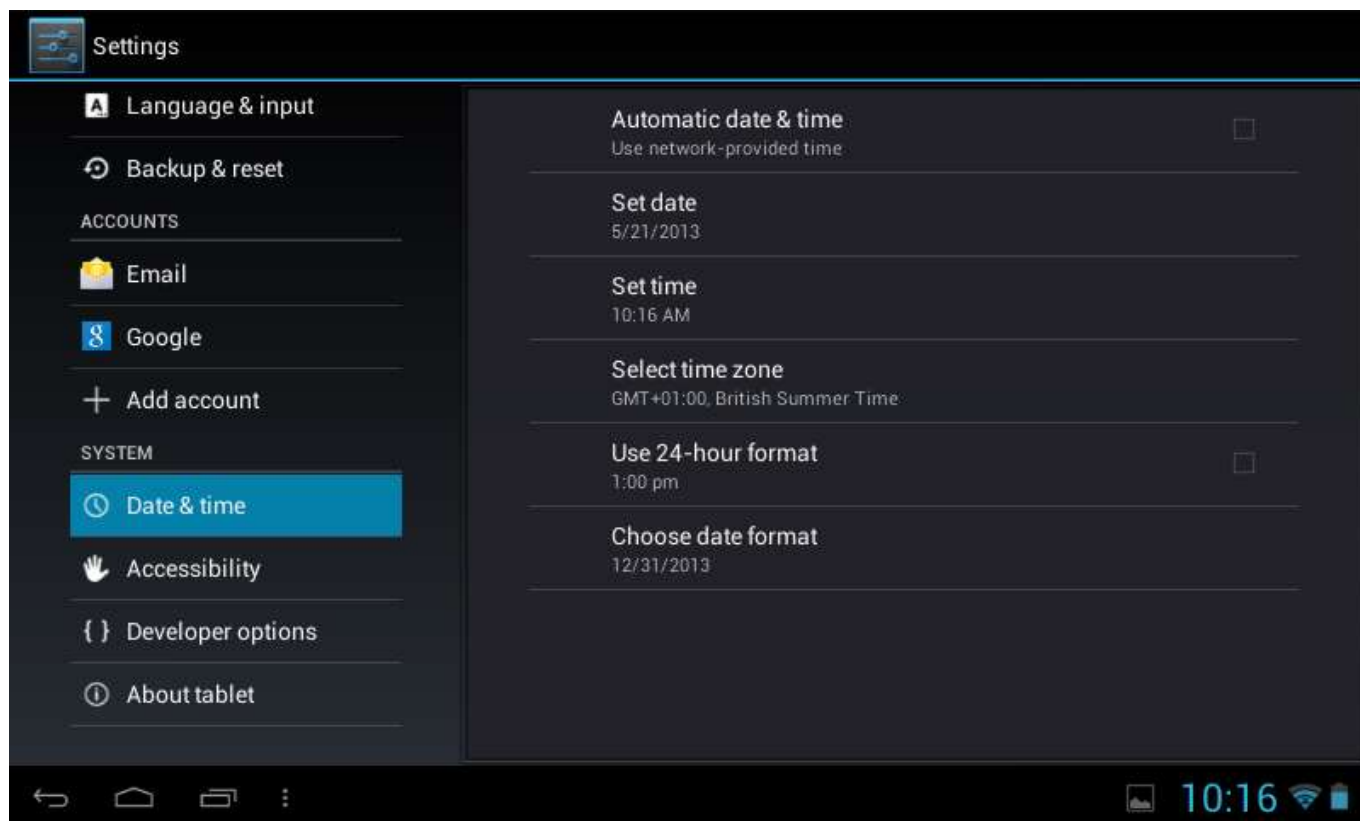 Settings
Language & input
Backup & reset
ACCOUNTS
Email
Google
Add account
SYSTEM
Date & time
Accessibility
{ } Developer options
About tablet
Automatic date & time
Use network-provided time
Set date
5/21/2013
Set time
10:16 AM
Select time zone
GMT+01:00, British Summer Time
Use 24-hour format
1:00 pm
Choose date format
12/31/2013
10:16